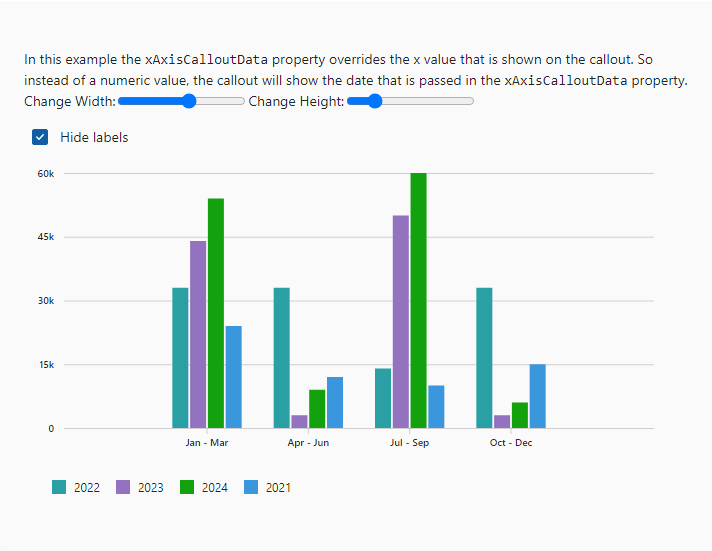 In this example the xAxisCalloutData property overrides the x value that is shown on the callout. So
instead of a numeric value, the callout will show the date that is passed in the xAxisCalloutData property.
Change Width: Change Height:
Hide labels
60k
45k
30k
15k
0
Jan - Mar Apr - Jun Jul - Sep Oct - Dec
2022 2023 2024 2021